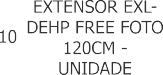 EXTENSOR EXL-
DEHP FREE FOTO
10 120CM -
UNIDADE